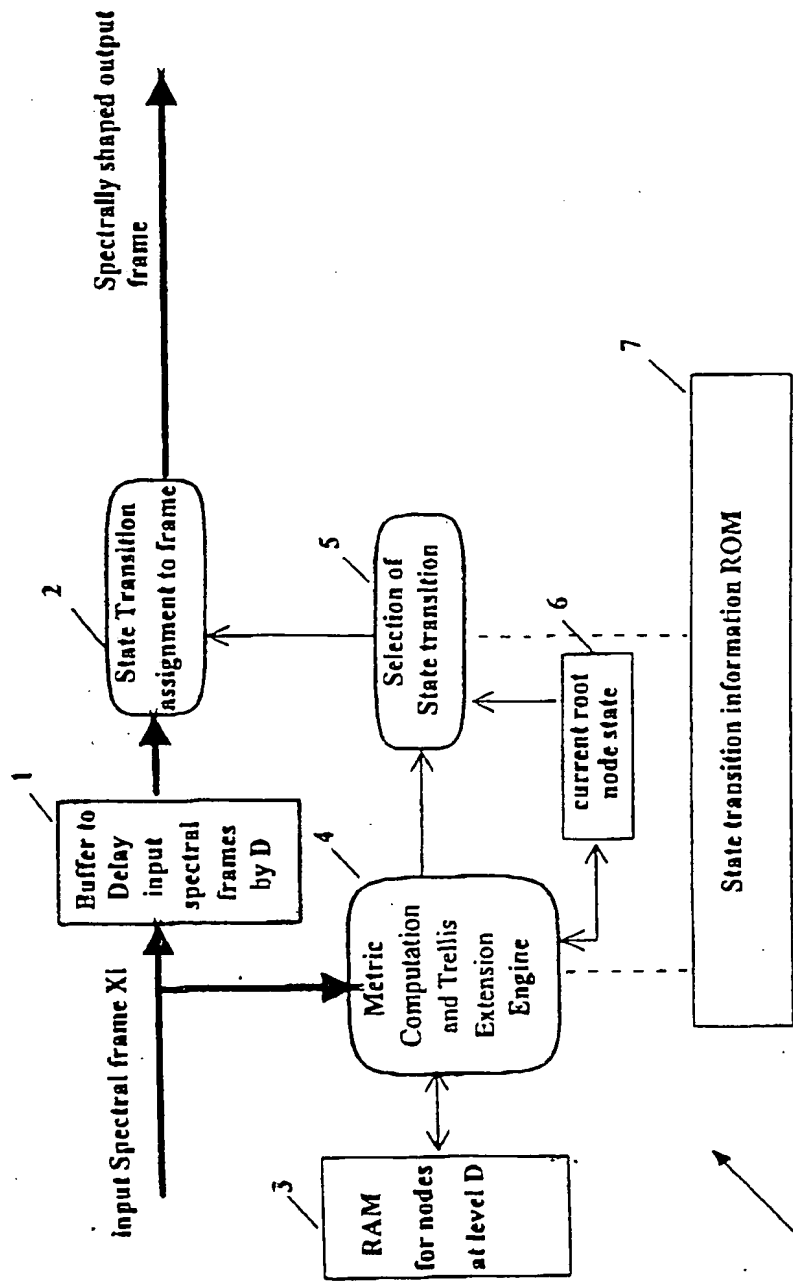 Input Spectral frame XI
1
Buffer to
Delay
input
spectral
frames
by D
2
State Transition
assignment to frame
Spectrally shaped output
frame
3
RAM
for nodes
at level D
4
Metric
Computation
and Trellis
Extension
Engine
5
Selection of
State transition
6
current root
node state
7
State transition information ROM